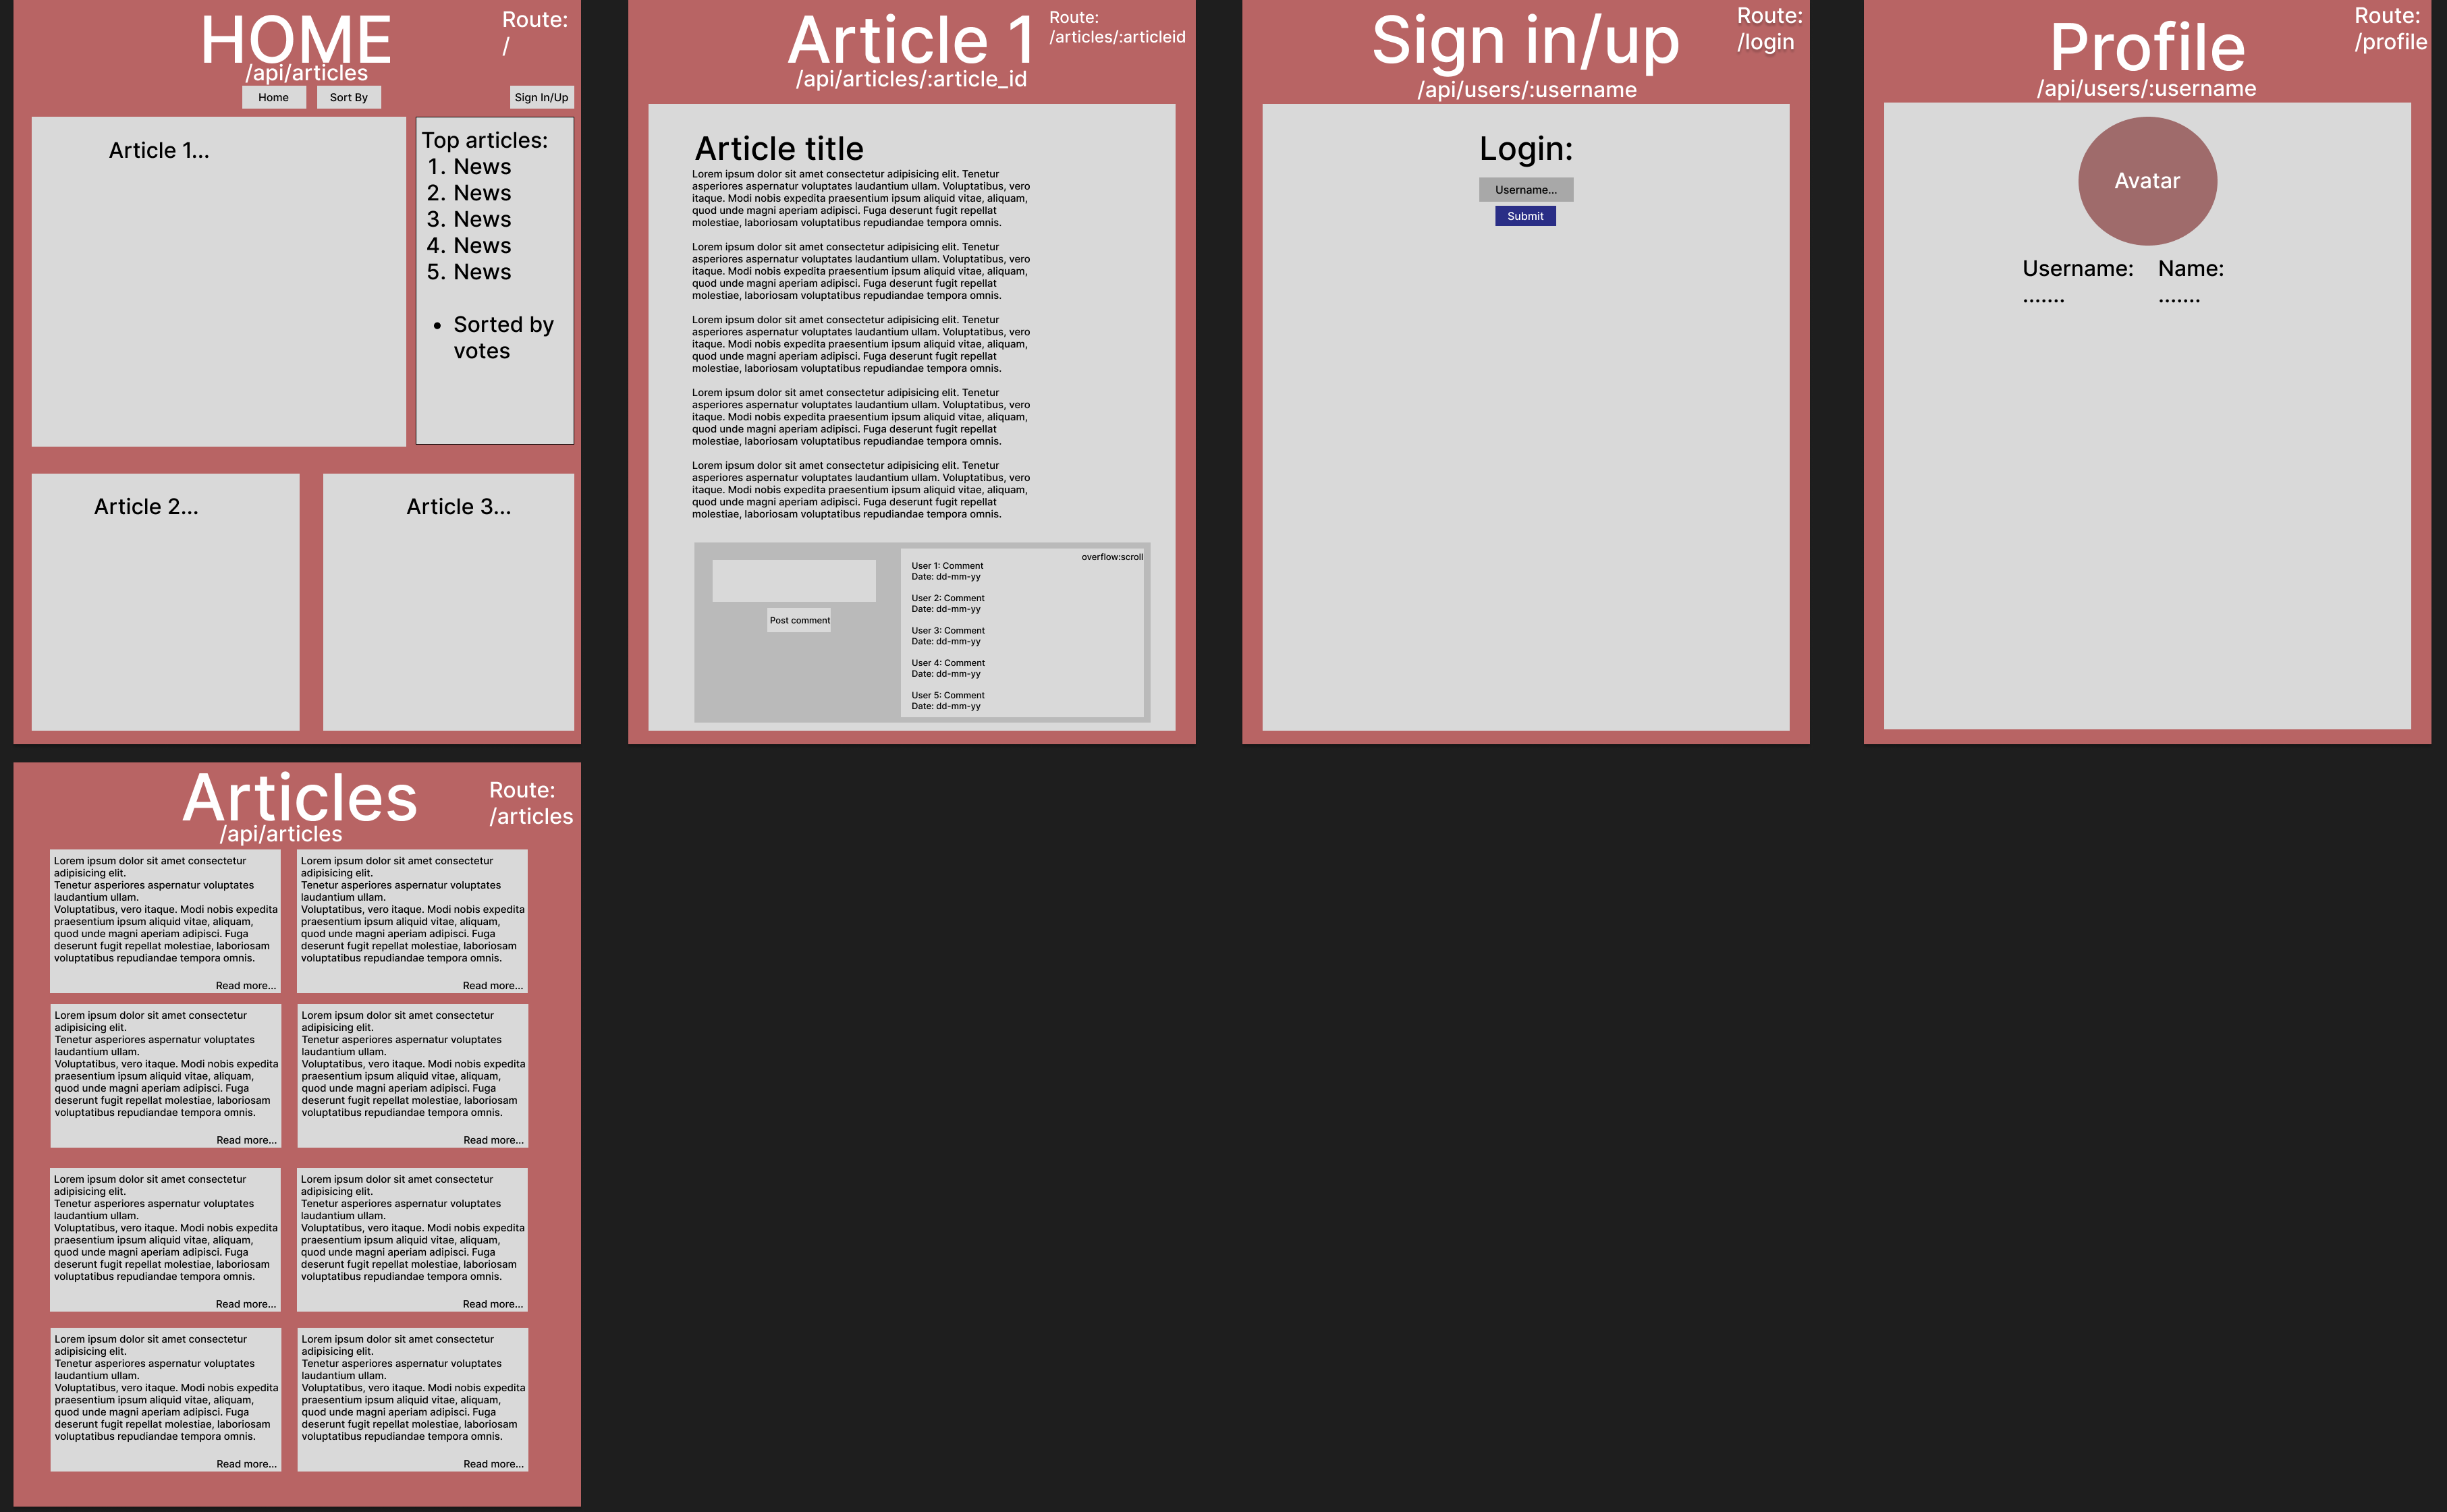 HOME
Route:
/
/api/articles
Home
Sort By
Sign In/Up
Article 1...
Top articles:
1. News
2. News
3. News
4. News
5. News
• Sorted by
votes
Article 2...
Article 3...
Article 1
Route:
/articles/:articleid
/api/articles/:article_id
Article title
Lorem ipsum dolor sit amet consectetur adipisicing elit. Tenetur
asperiores aspernatur voluptates laudantium ullam. Voluptatibus, vero
itaque. Modi nobis expedita praesentium ipsum aliquid vitae, aliquam,
quod unde magni aperiam adipisci. Fuga deserunt fugit repellat
molestiae, laboriosam voluptatibus repudiandae tempora omnis.
Lorem ipsum dolor sit amet consectetur adipisicing elit. Tenetur
asperiores aspernatur voluptates laudantium ullam. Voluptatibus, vero
itaque. Modi nobis expedita praesentium ipsum aliquid vitae, aliquam,
quod unde magni aperiam adipisci. Fuga deserunt fugit repellat
molestiae, laboriosam voluptatibus repudiandae tempora omnis.
Lorem ipsum dolor sit amet consectetur adipisicing elit. Tenetur
asperiores aspernatur voluptates laudantium ullam. Voluptatibus, vero
itaque. Modi nobis expedita praesentium ipsum aliquid vitae, aliquam,
quod unde magni aperiam adipisci. Fuga deserunt fugit repellat
molestiae, laboriosam voluptatibus repudiandae tempora omnis.
Lorem ipsum dolor sit amet consectetur adipisicing elit. Tenetur
asperiores aspernatur voluptates laudantium ullam. Voluptatibus, vero
itaque. Modi nobis expedita praesentium ipsum aliquid vitae, aliquam,
quod unde magni aperiam adipisci. Fuga deserunt fugit repellat
molestiae, laboriosam voluptatibus repudiandae tempora omnis.
Lorem ipsum dolor sit amet consectetur adipisicing elit. Tenetur
asperiores aspernatur voluptates laudantium ullam. Voluptatibus, vero
itaque. Modi nobis expedita praesentium ipsum aliquid vitae, aliquam,
quod unde magni aperiam adipisci. Fuga deserunt fugit repellat
molestiae, laboriosam voluptatibus repudiandae tempora omnis.
Post comment
overflow:scroll
User 1: Comment
Date: dd-mm-yy
User 2: Comment
Date: dd-mm-yy
User 3: Comment
Date: dd-mm-yy
User 4: Comment
Date: dd-mm-yy
User 5: Comment
Date: dd-mm-yy
Sign in/up
Route:
/login
/api/users/:username
Login:
Username...
Submit
Profile
Route:
/profile
/api/users/:username
Avatar
Username:
.......
Name:
.......
Articles
Route:
/articles
/api/articles
Lorem ipsum dolor sit amet consectetur
adipisicing elit.
Tenetur asperiores aspernatur voluptates
laudantium ullam.
Voluptatibus, vero itaque. Modi nobis expedita
praesentium ipsum aliquid vitae, aliquam,
quod unde magni aperiam adipisci. Fuga
deserunt fugit repellat molestiae, laboriosam
voluptatibus repudiandae tempora omnis.
Read more...
Lorem ipsum dolor sit amet consectetur
adipisicing elit.
Tenetur asperiores aspernatur voluptates
laudantium ullam.
Voluptatibus, vero itaque. Modi nobis expedita
praesentium ipsum aliquid vitae, aliquam,
quod unde magni aperiam adipisci. Fuga
deserunt fugit repellat molestiae, laboriosam
voluptatibus repudiandae tempora omnis.
Read more...
Lorem ipsum dolor sit amet consectetur
adipisicing elit.
Tenetur asperiores aspernatur voluptates
laudantium ullam.
Voluptatibus, vero itaque. Modi nobis expedita
praesentium ipsum aliquid vitae, aliquam,
quod unde magni aperiam adipisci. Fuga
deserunt fugit repellat molestiae, laboriosam
voluptatibus repudiandae tempora omnis.
Read more...
Lorem ipsum dolor sit amet consectetur
adipisicing elit.
Tenetur asperiores aspernatur voluptates
laudantium ullam.
Voluptatibus, vero itaque. Modi nobis expedita
praesentium ipsum aliquid vitae, aliquam,
quod unde magni aperiam adipisci. Fuga
deserunt fugit repellat molestiae, laboriosam
voluptatibus repudiandae tempora omnis.
Read more...
Lorem ipsum dolor sit amet consectetur
adipisicing elit.
Tenetur asperiores aspernatur voluptates
laudantium ullam.
Voluptatibus, vero itaque. Modi nobis expedita
praesentium ipsum aliquid vitae, aliquam,
quod unde magni aperiam adipisci. Fuga
deserunt fugit repellat molestiae, laboriosam
voluptatibus repudiandae tempora omnis.
Read more...
Lorem ipsum dolor sit amet consectetur
adipisicing elit.
Tenetur asperiores aspernatur voluptates
laudantium ullam.
Voluptatibus, vero itaque. Modi nobis expedita
praesentium ipsum aliquid vitae, aliquam,
quod unde magni aperiam adipisci. Fuga
deserunt fugit repellat molestiae, laboriosam
voluptatibus repudiandae tempora omnis.
Read more...
Lorem ipsum dolor sit amet consectetur
adipisicing elit.
Tenetur asperiores aspernatur voluptates
laudantium ullam.
Voluptatibus, vero itaque. Modi nobis expedita
praesentium ipsum aliquid vitae, aliquam,
quod unde magni aperiam adipisci. Fuga
deserunt fugit repellat molestiae, laboriosam
voluptatibus repudiandae tempora omnis.
Read more...
Lorem ipsum dolor sit amet consectetur
adipisicing elit.
Tenetur asperiores aspernatur voluptates
laudantium ullam.
Voluptatibus, vero itaque. Modi nobis expedita
praesentium ipsum aliquid vitae, aliquam,
quod unde magni aperiam adipisci. Fuga
deserunt fugit repellat molestiae, laboriosam
voluptatibus repudiandae tempora omnis.
Read more...